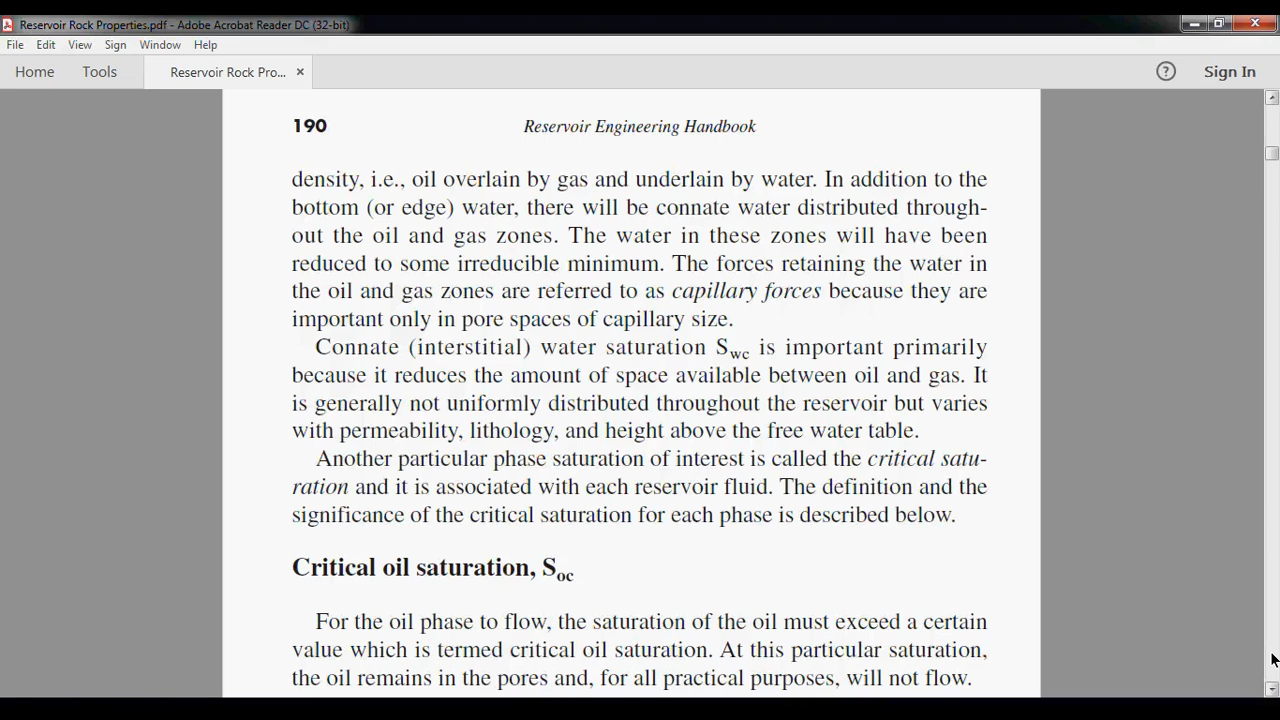 Reservoir Rock Properties.pdf - Adobe Acrobat Reader DC (32-bit)
File Edit View Sign Window Help
Home Tools Reservoir Rock Pro... × ? Sign In
190 Reservoir Engineering Handbook
density, i.e., oil overlain by gas and underlain by water. In addition to the
bottom (or edge) water, there will be connate water distributed through-
out the oil and gas zones. The water in these zones will have been
reduced to some irreducible minimum. The forces retaining the water in
the oil and gas zones are referred to as capillary forces because they are
important only in pore spaces of capillary size.
Connate (interstitial) water saturation Swc is important primarily
because it reduces the amount of space available between oil and gas. It
is generally not uniformly distributed throughout the reservoir but varies
with permeability, lithology, and height above the free water table.
Another particular phase saturation of interest is called the critical satu-
ration and it is associated with each reservoir fluid. The definition and the
significance of the critical saturation for each phase is described below.
Critical oil saturation, Soc
For the oil phase to flow, the saturation of the oil must exceed a certain
value which is termed critical oil saturation. At this particular saturation,
the oil remains in the pores and, for all practical purposes, will not flow.